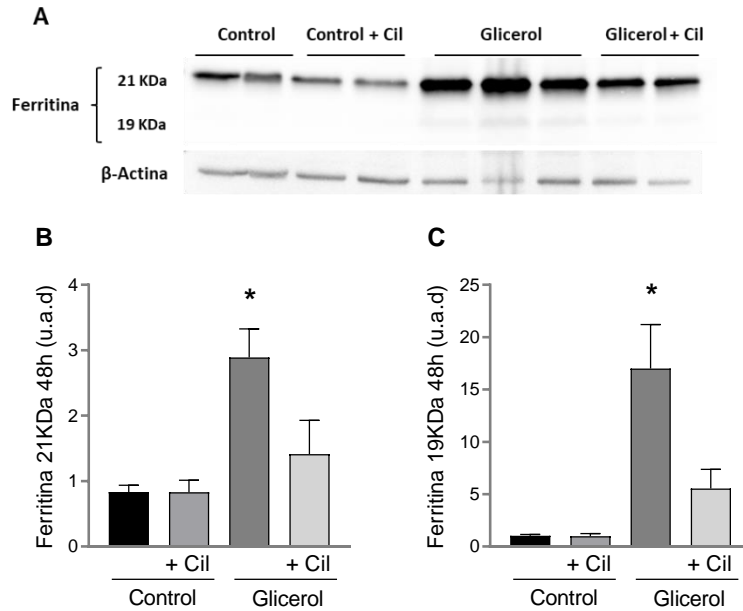 A
Control Control + Cil Glicerol Glicerol + Cil
21 KDa
Ferritina
19 KDa
β-Actina
B
Ferritina 21KDa 48h (u.a.d)
4
3
2
1
0
*
+ Cil + Cil
Control Glicerol
C
Ferritina 19KDa 48h (u.a.d)
25
20
15
10
5
0
*
+ Cil + Cil
Control Glicerol